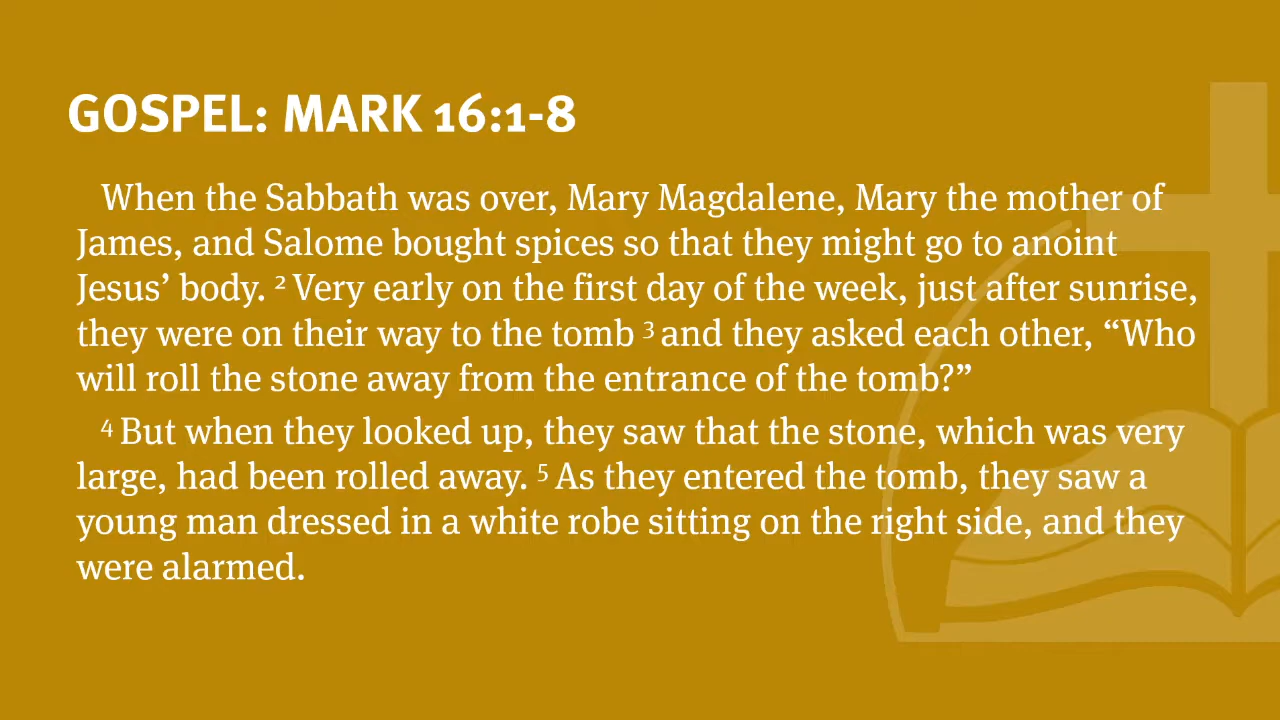 GOSPEL: MARK 16:1-8
When the Sabbath was over, Mary Magdalene, Mary the mother of
James, and Salome bought spices so that they might go to anoint
Jesus’ body. ² Very early on the first day of the week, just after sunrise,
they were on their way to the tomb ³ and they asked each other, “Who
will roll the stone away from the entrance of the tomb?”
⁴ But when they looked up, they saw that the stone, which was very
large, had been rolled away. ⁵ As they entered the tomb, they saw a
young man dressed in a white robe sitting on the right side, and they
were alarmed.